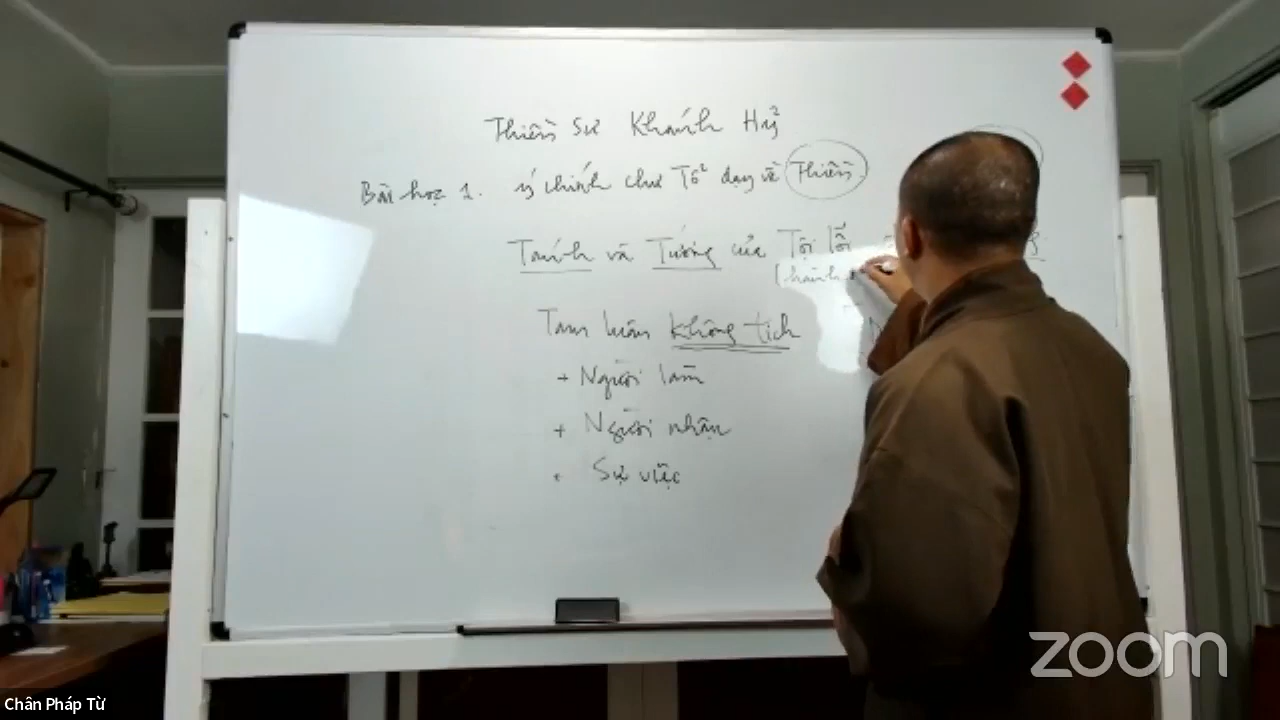 Thiền Sư Khánh Hỷ
Bài học 1. ý chính chư Tổ dạy về Thiền.
Tánh và Tướng của Tội lỗi
(hành
Tam luân không tịch
+ Người làm
+ Người nhận
• Sự việc
zoom
Chân Pháp Từ